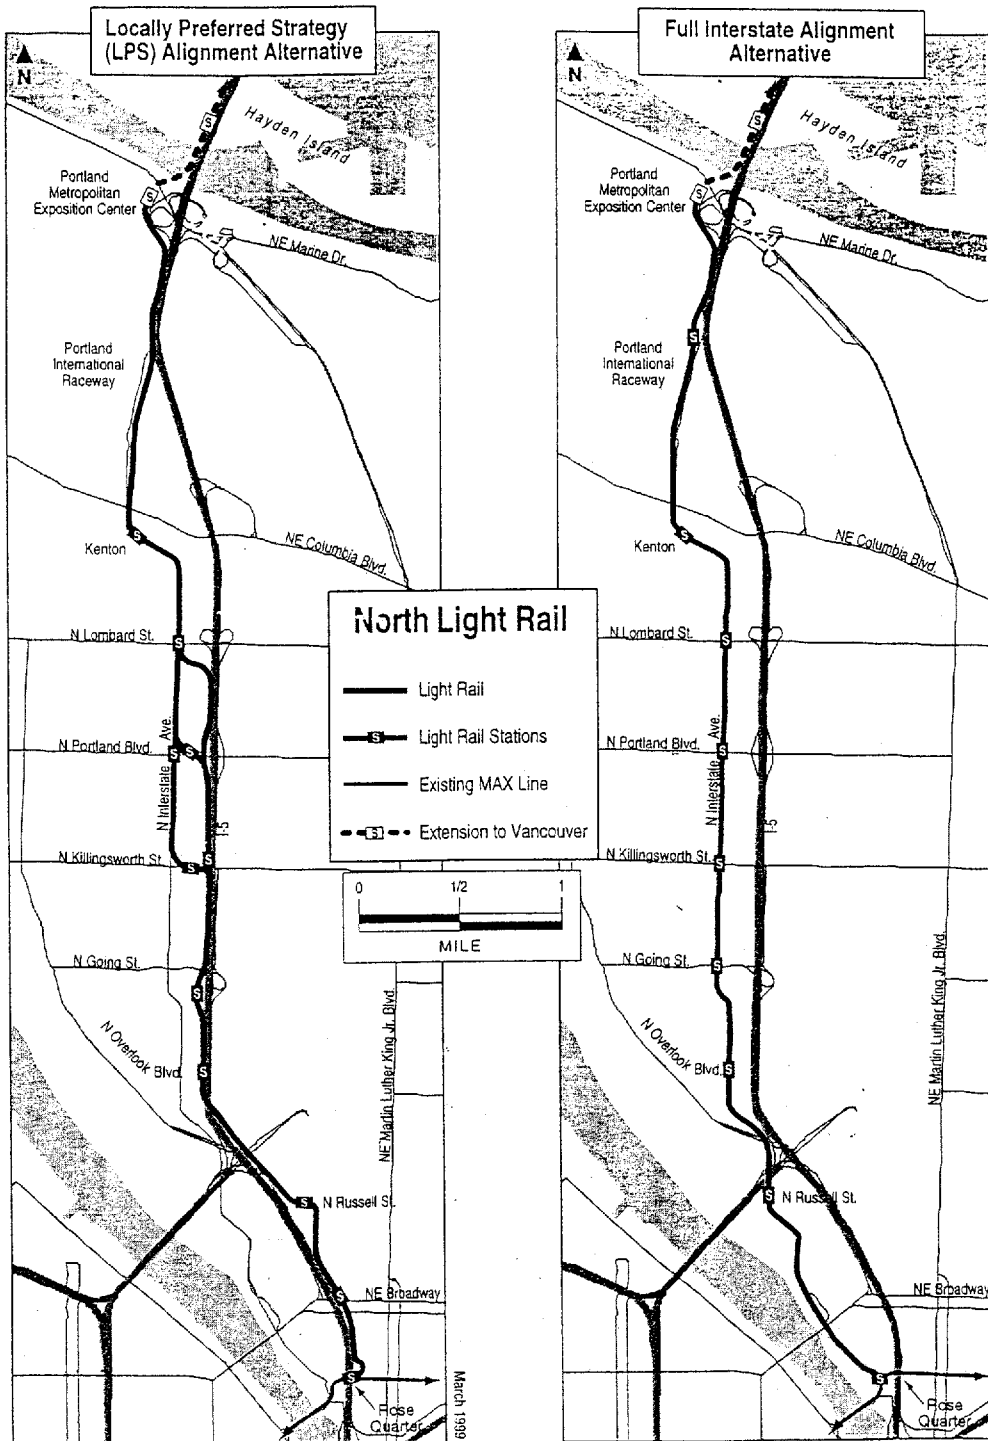 Locally Preferred Strategy
(LPS) Alignment Alternative
N
S
Hayden Island
Portland
Metropolitan
Exposition Center
S
NE Marine Dr.
Portland
International
Raceway
S
Kenton
NE Columbia Blvd.
N Lombard St.
S
N Interstate Ave.
N Portland Blvd.
S
S
I-5
N Killingsworth St.
S
S
N Going St.
S
N Overlook Blvd.
S
NE Martin Luther King Jr. Blvd.
S
N Russell St.
S
NE Broadway
S
Rose
Quarter
March 1999
North Light Rail
Light Rail
S
Light Rail Stations
Existing MAX Line
S
Extension to Vancouver
0
1/2
1
MILE
Full Interstate Alignment
Alternative
N
S
Hayden Island
Portland
Metropolitan
Exposition Center
S
NE Marine Dr.
S
Portland
International
Raceway
Kenton
S
NE Columbia Blvd.
N Lombard St.
S
N Interstate Ave.
N Portland Blvd.
S
I-5
N Killingsworth St.
S
N Going St.
S
N Overlook Blvd.
S
NE Martin Luther King Jr. Blvd.
S
N Russell St.
NE Broadway
S
Rose
Quarter